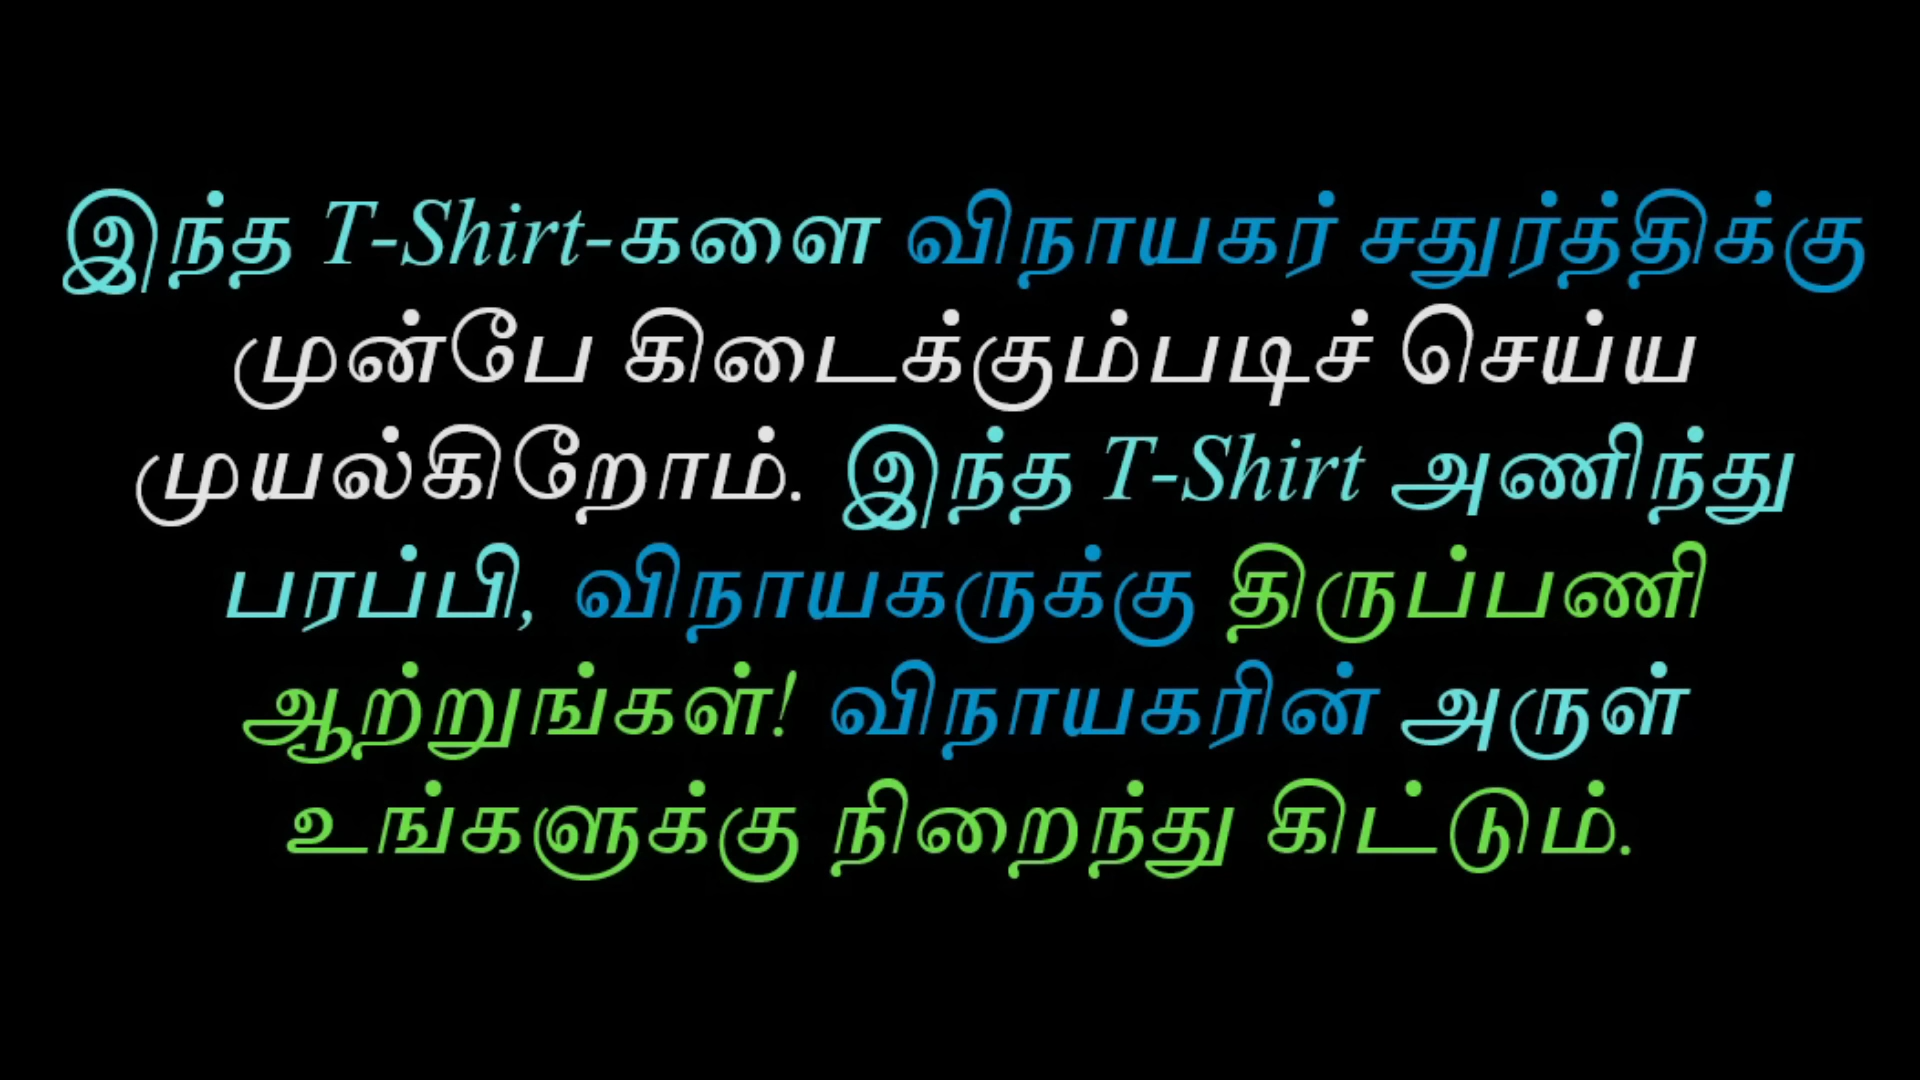 இந்த T-Shirt-களை விநாயகர் சதுர்த்திக்கு
முன்பே கிடைக்கும்படிச் செய்ய
முயல்கிறோம். இந்த T-Shirt அணிந்து
பரப்பி, விநாயகருக்கு திருப்பணி
ஆற்றுங்கள்! விநாயகரின் அருள்
உங்களுக்கு நிறைந்து கிட்டும்.